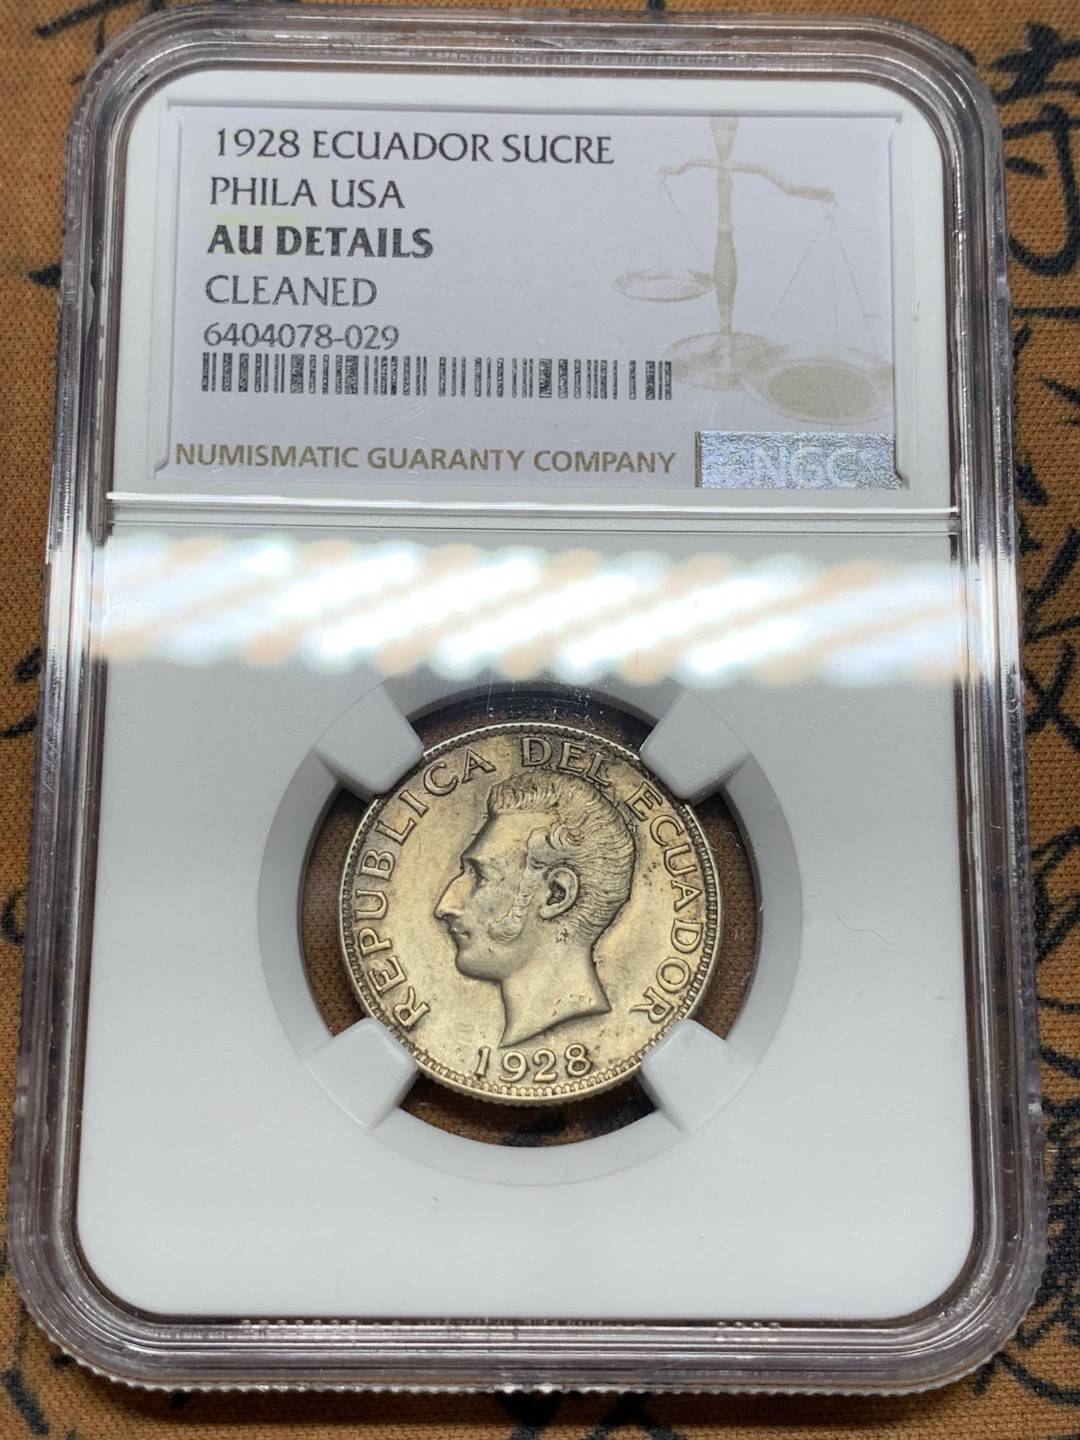 1928 ECUADOR SUCRE
PHILA USA
AU DETAILS
CLEANED
6404078-029
NUMISMATIC GUARANTY COMPANY
NGC
REPUBLICA DEL ECUADOR
1928